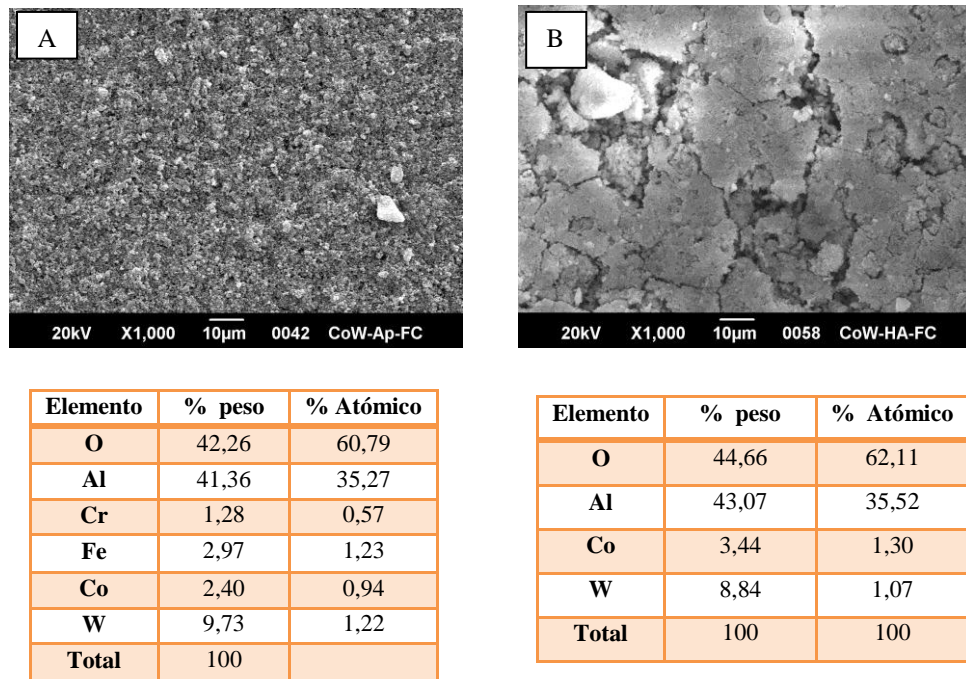 A
B
20kV X1,000 10µm 0042 CoW-Ap-FC
20kV X1,000 10µm 0058 CoW-HA-FC
Elemento % peso % Atómico
O 42,26 60,79
Al 41,36 35,27
Cr 1,28 0,57
Fe 2,97 1,23
Co 2,40 0,94
W 9,73 1,22
Total 100
Elemento % peso % Atómico
O 44,66 62,11
Al 43,07 35,52
Co 3,44 1,30
W 8,84 1,07
Total 100 100